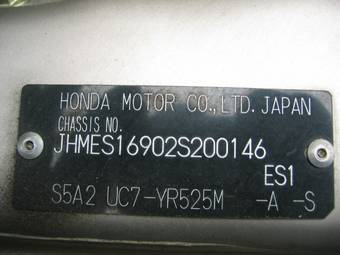 HONDA MOTOR CO., LTD. JAPAN
CHASSIS NO.
JHMES16902S200146
ES1
S5A2 UC7-YR525M -A -S